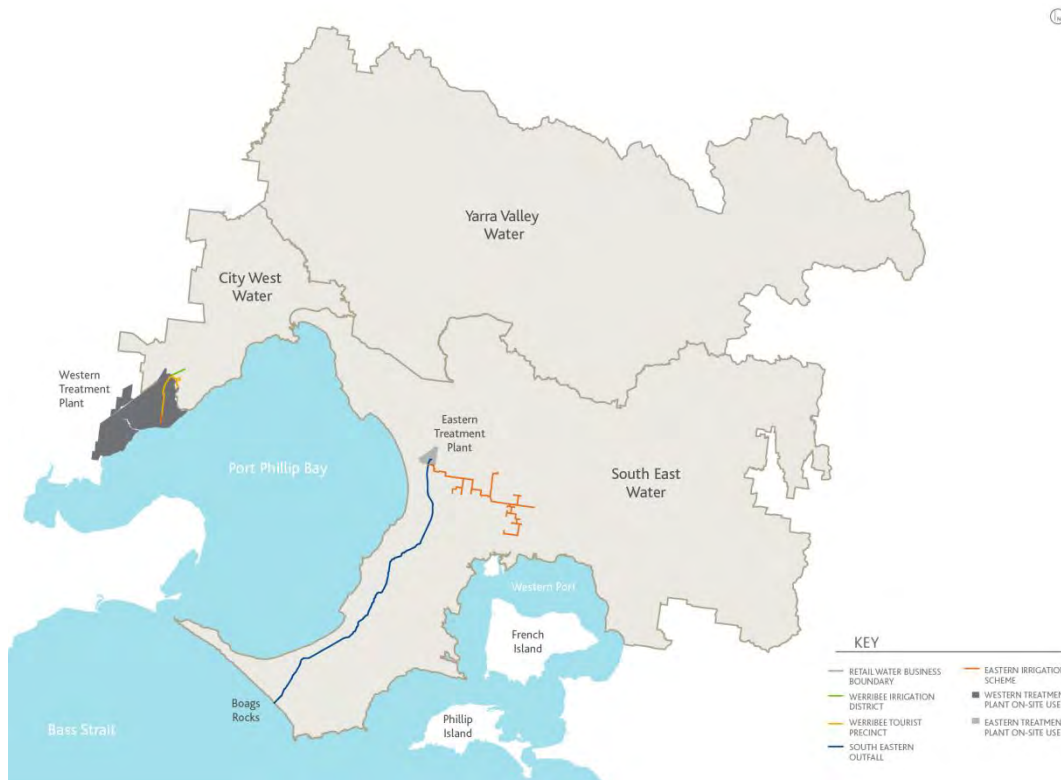 Yarra Valley
Water
City West
Water
Western
Treatment
Plant
Eastern
Treatment
Plant
Port Phillip Bay
South East
Water
Western Port
French
Island
Boags
Rocks
Phillip
Island
Bass Strait
KEY
RETAIL WATER BUSINESS
BOUNDARY
WERRIBEE IRRIGATION
DISTRICT
WERRIBEE TOURIST
PRECINCT
SOUTH EASTERN
OUTFALL
EASTERN IRRIGATION
SCHEME
WESTERN TREATMEN
PLANT ON-SITE USE
EASTERN TREATMEN
PLANT ON-SITE USE